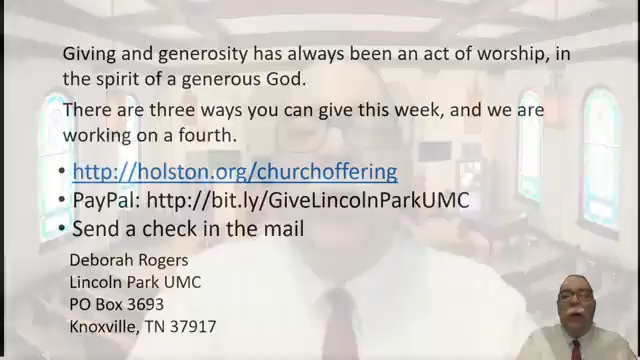 Giving and generosity has always been an act of worship, in
the spirit of a generous God.
There are three ways you can give this week, and we are
working on a fourth.
• http://holston.org/churchoffering
• PayPal: http://bit.ly/GiveLincolnParkUMC
• Send a check in the mail
Deborah Rogers
Lincoln Park UMC
PO Box 3693
Knoxville, TN 37917